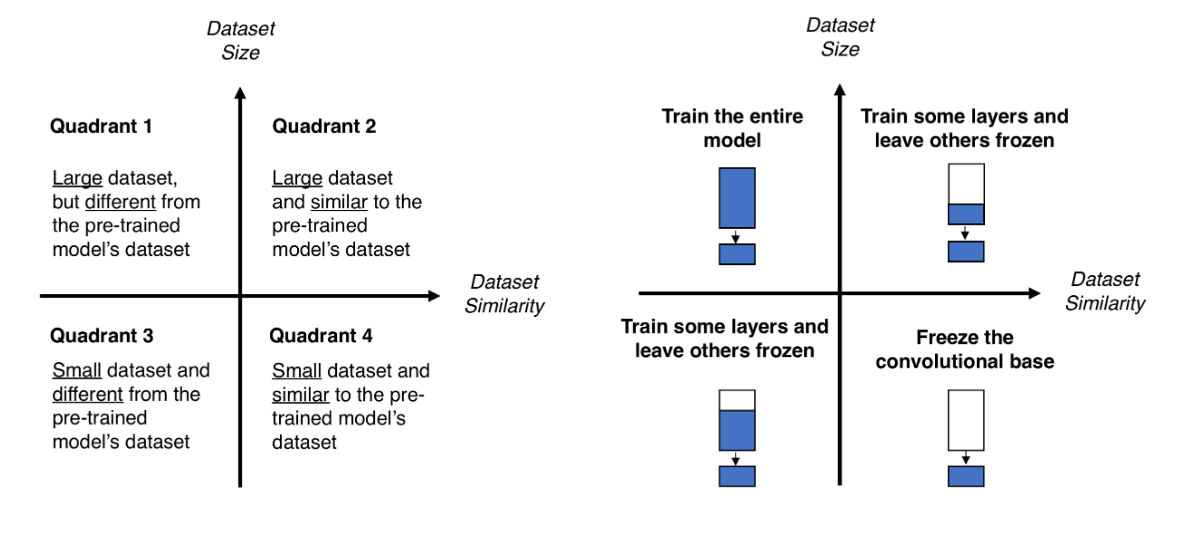 Dataset
Size
Quadrant 1
Large dataset,
but different from
the pre-trained
model’s dataset
Quadrant 2
Large dataset
and similar to the
pre-trained
model’s dataset
Dataset
Similarity
Quadrant 3
Small dataset and
different from the
pre-trained
model’s dataset
Quadrant 4
Small dataset and
similar to the pre-
trained model’s
dataset
Dataset
Size
Train the entire
model
Train some layers and
leave others frozen
Dataset
Similarity
Train some layers and
leave others frozen
Freeze the
convolutional base